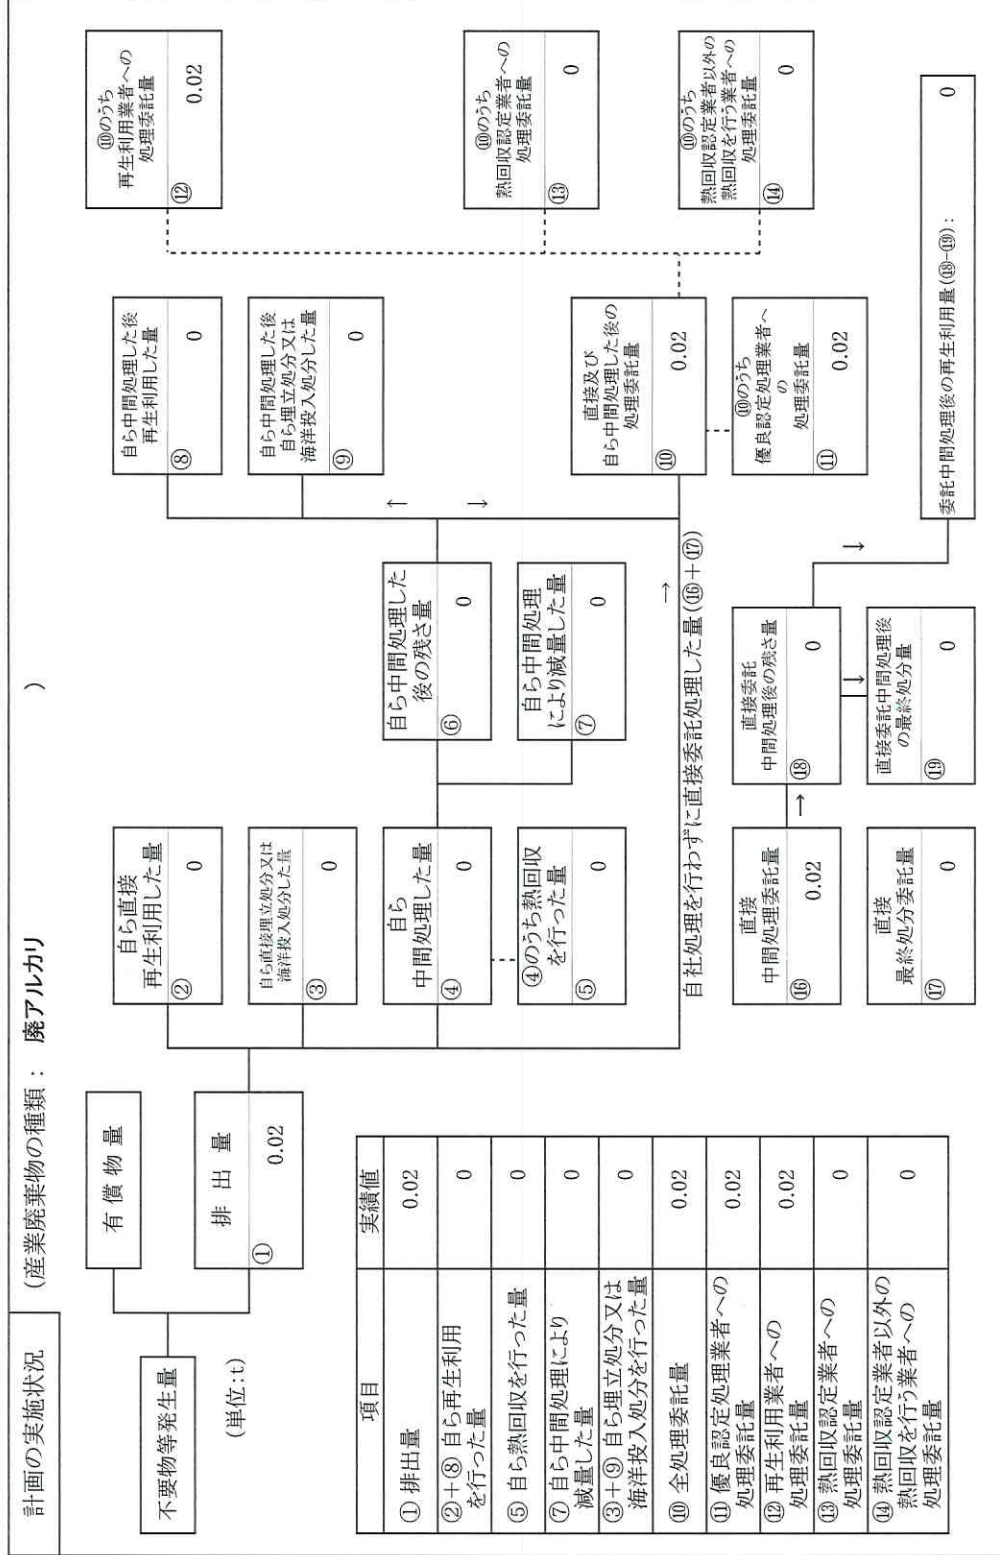 計画の実施状況
(産業廃棄物の種類： 廃アルカリ )
不要物等発生量
(単位:t)
有償物量
排出量
① 0.02
自ら直接
再生利用した量
② 0
自ら直接埋立処分又は
海洋投入処分した量
③ 0
自ら
中間処理した量
④ 0
④のうち熱回収
を行った量
⑤ 0
自ら中間処理した
後の残さ量
⑥ 0
自ら中間処理
により減量した量
⑦ 0
自ら中間処理した後
再生利用した量
⑧ 0
自ら中間処理した後
自ら埋立処分又は
海洋投入処分した量
⑨ 0
直接及び
自ら中間処理した後の
処理委託量
⑩ 0.02
⑩のうち
優良認定処理業者へ
の
処理委託量
⑪ 0.02
⑩のうち
再生利用業者への
処理委託量
⑫ 0.02
⑩のうち
熱回収認定業者への
処理委託量
⑬ 0
⑩のうち
熱回収認定業者以外の
熱回収を行う業者への
処理委託量
⑭ 0
自社処理を行わずに直接委託処理した量(⑯+⑰)
直接
中間処理委託量
⑯ 0.02
直接
最終処分委託量
⑰ 0
直接委託
中間処理後の残さ量
⑱ 0
直接委託中間処理後
の最終処分量
⑲ 0
委託中間処理後の再生利用量(⑱-⑲): 0
項目 実績値
① 排出量 0.02
②+⑧ 自ら再生利用
を行った量 0
⑤ 自ら熱回収を行った量 0
⑦ 自ら中間処理により
減量した量 0
③+⑨ 自ら埋立処分又は
海洋投入処分を行った量 0
⑩ 全処理委託量 0.02
⑪ 優良認定処理業者への
処理委託量 0.02
⑫ 再生利用業者への
処理委託量 0.02
⑬ 熱回収認定業者への
処理委託量 0
⑭ 熱回収認定業者以外の
熱回収を行う業者への
処理委託量 0